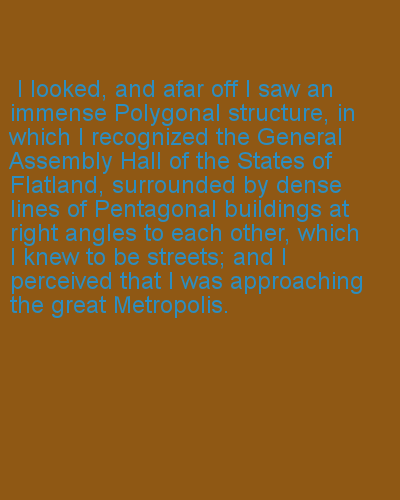 I looked, and afar off I saw an
immense Polygonal structure, in
which I recognized the General
Assembly Hall of the States of
Flatland, surrounded by dense
lines of Pentagonal buildings at
right angles to each other, which
I knew to be streets; and I
perceived that I was approaching
the great Metropolis.